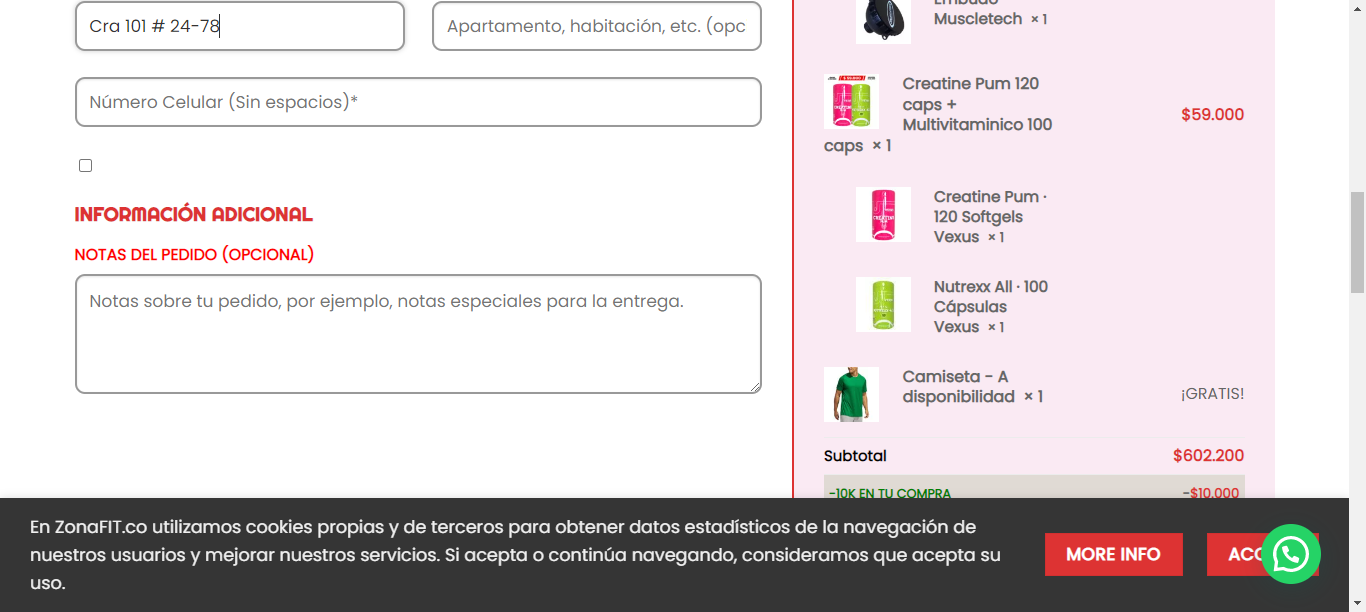 Cra 101 # 24-78
Apartamento, habitación, etc. (opc
Número Celular (Sin espacios)*
INFORMACIÓN ADICIONAL
NOTAS DEL PEDIDO (OPCIONAL)
Notas sobre tu pedido, por ejemplo, notas especiales para la entrega.
Embudo
Muscletech × 1
Creatine Pum 120
caps +
Multivitaminico 100
caps × 1
$59.000
Creatine Pum ·
120 Softgels
Vexus × 1
Nutrexx All · 100
Cápsulas
Vexus × 1
Camiseta - A
disponibilidad × 1
¡GRATIS!
Subtotal $602.200
-10K EN TU COMPRA -$10.000
En ZonaFIT.co utilizamos cookies propias y de terceros para obtener datos estadísticos de la navegación de
nuestros usuarios y mejorar nuestros servicios. Si acepta o continúa navegando, consideramos que acepta su
uso.
MORE INFO